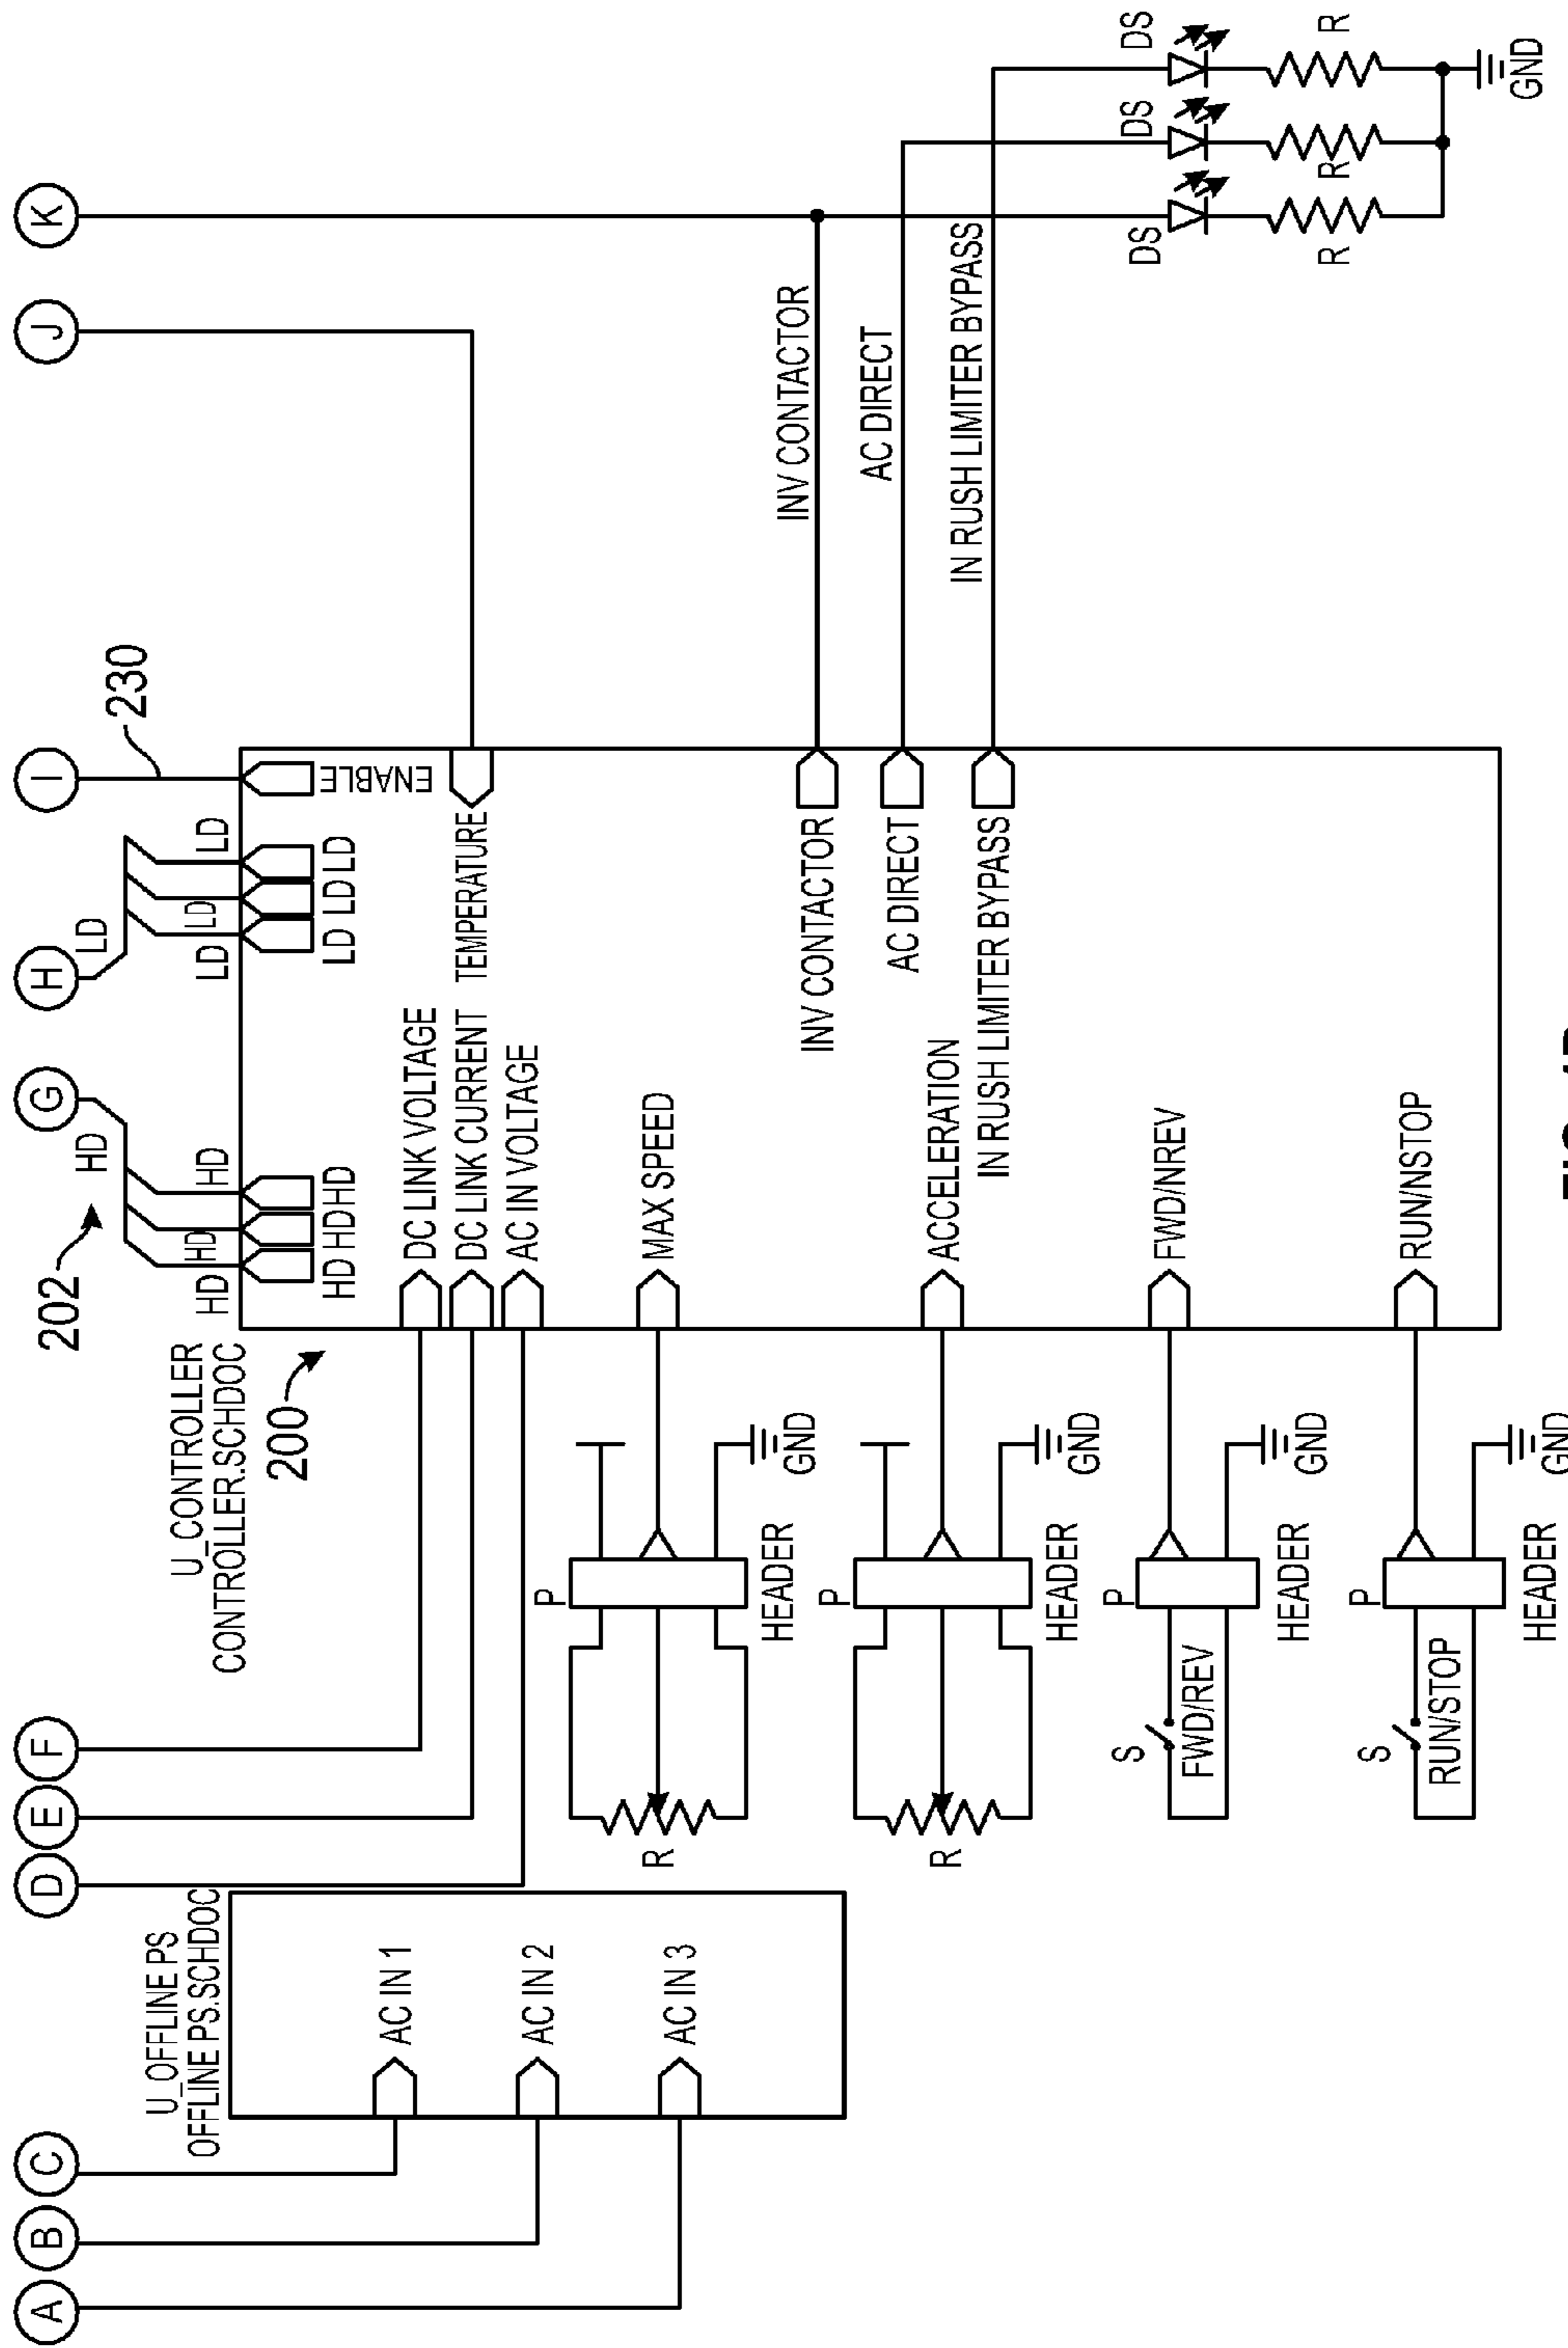 A
B
C
D
E
F
G
H
I
J
K
U_OFFLINE PS
OFFLINE PS.SCHDOC
AC IN 1
AC IN 2
AC IN 3
U_CONTROLLER
CONTROLLER.SCHDOC
200
202
230
HD
HD
HD
HD
HD
HD
HD
LD
LD
LD
LD
LD
LD
LD
ENABLE
DC LINK VOLTAGE
DC LINK CURRENT
TEMPERATURE
AC IN VOLTAGE
MAX SPEED
INV CONTACTOR
AC DIRECT
ACCELERATION
IN RUSH LIMITER BYPASS
FWD/NREV
RUN/NSTOP
INV CONTACTOR
AC DIRECT
IN RUSH LIMITER BYPASS
DS
DS
DS
R
R
R
GND
R
P
HEADER
GND
R
P
HEADER
GND
S
FWD/REV
P
HEADER
GND
S
RUN/STOP
P
HEADER
GND